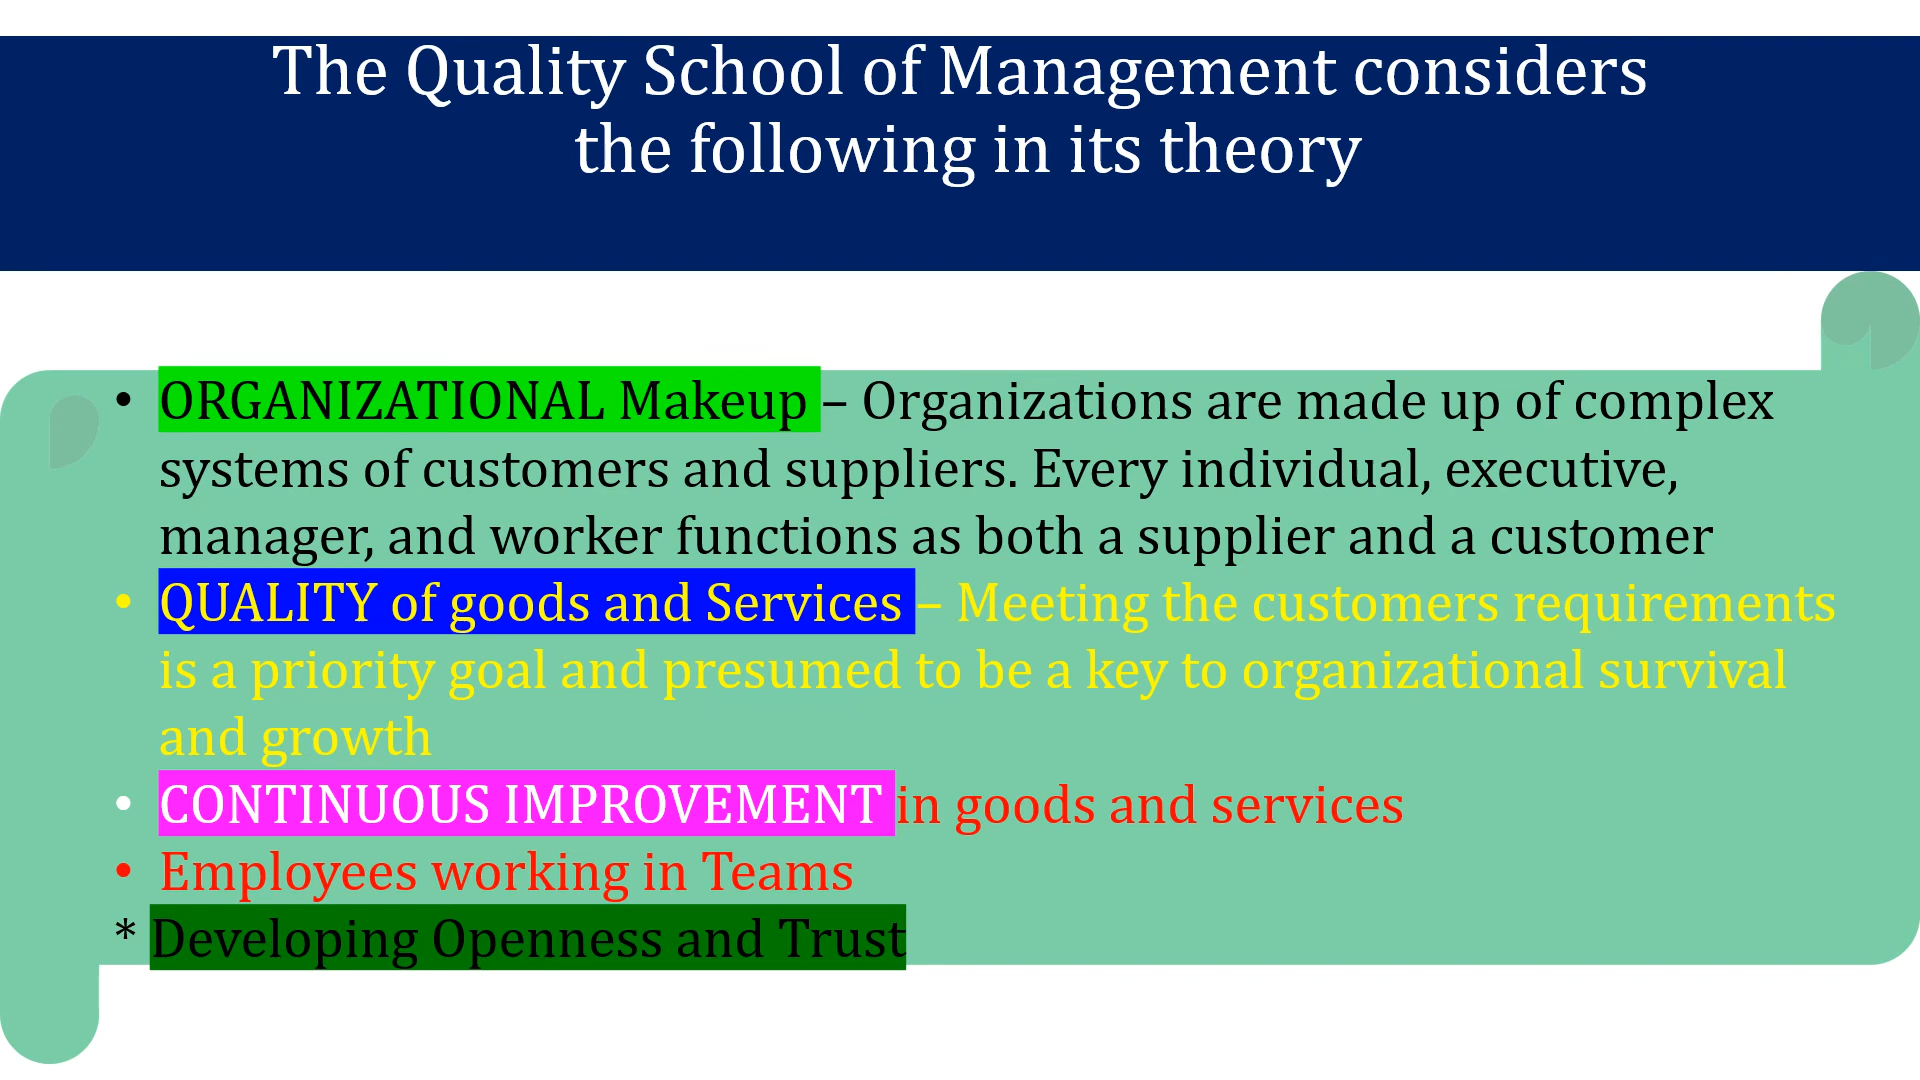 The Quality School of Management considers
the following in its theory
• ORGANIZATIONAL Makeup – Organizations are made up of complex
systems of customers and suppliers. Every individual, executive,
manager, and worker functions as both a supplier and a customer
• QUALITY of goods and Services – Meeting the customers requirements
is a priority goal and presumed to be a key to organizational survival
and growth
• CONTINUOUS IMPROVEMENT in goods and services
• Employees working in Teams
* Developing Openness and Trust